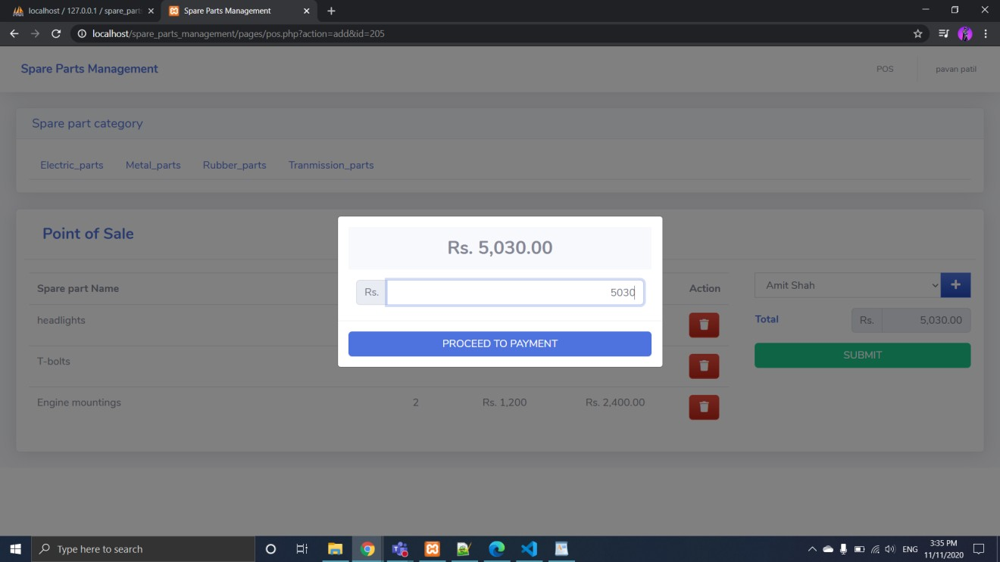 localhost / 127.0.0.1 / spare_part
Spare Parts Management
localhost/spare_parts_management/pages/pos.php?action=add&id=205
Spare Parts Management
POS
pavan patil
Spare part category
Electric_parts Metal_parts Rubber_parts Tranmission_parts
Point of Sale
Rs. 5,030.00
Rs. 5030
PROCEED TO PAYMENT
Spare part Name
Action
headlights
T-bolts
Engine mountings 2 Rs. 1,200 Rs. 2,400.00
Amit Shah
Total Rs. 5,030.00
SUBMIT
Type here to search
ENG
3:35 PM
11/11/2020